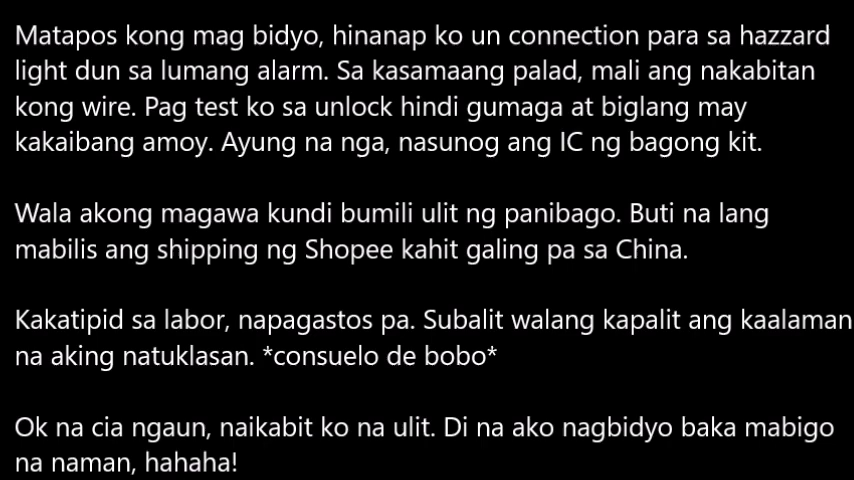 Matapos kong mag bidyo, hinanap ko un connection para sa hazzard
light dun sa lumang alarm. Sa kasamaang palad, mali ang nakabitan
kong wire. Pag test ko sa unlock hindi gumaga at biglang may
kakaibang amoy. Ayung na nga, nasunog ang IC ng bagong kit.
Wala akong magawa kundi bumili ulit ng panibago. Buti na lang
mabilis ang shipping ng Shopee kahit galing pa sa China.
Kakatipid sa labor, napagastos pa. Subalit walang kapalit ang kaalaman
na aking natuklasan. *consuelo de bobo*
Ok na cia ngaun, naikabit ko na ulit. Di na ako nagbidyo baka mabigo
na naman, hahaha!